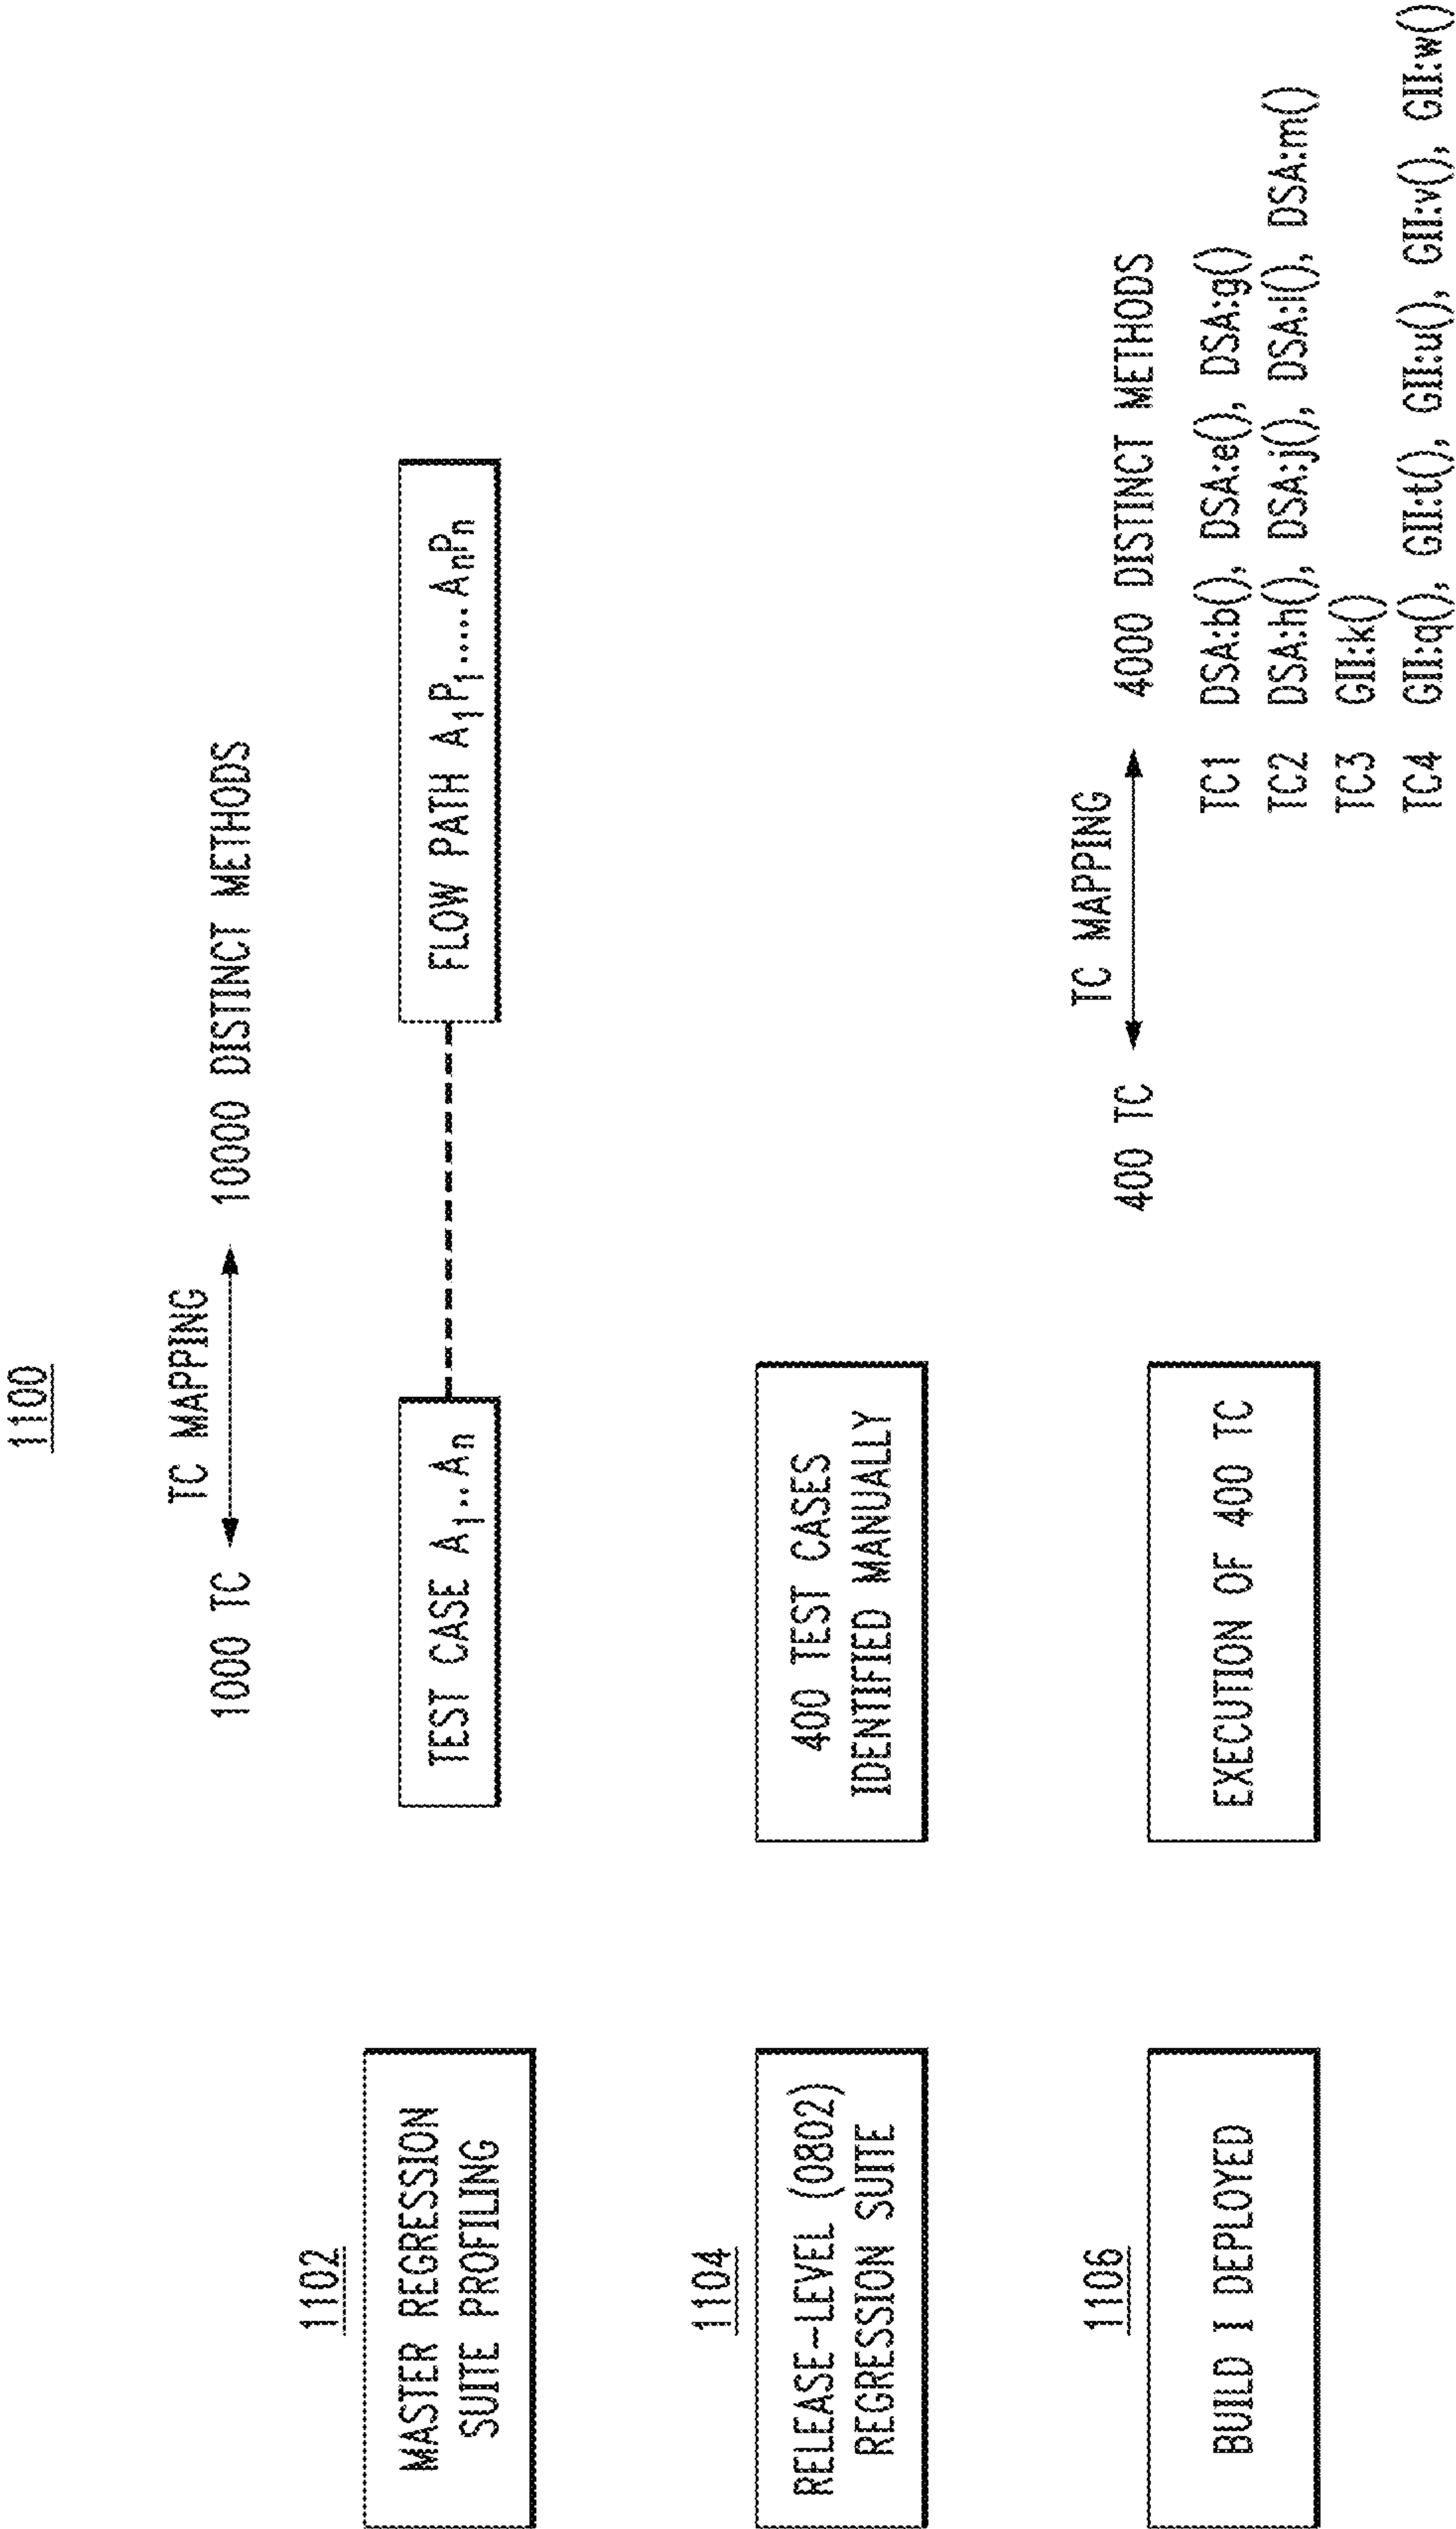 1100
TC MAPPING
1000 TC
10000 DISTINCT METHODS
1102
MASTER REGRESSION
SUITE PROFILING
TEST CASE A1..An
FLOW PATH A1P1.....AnPn
1104
RELEASE-LEVEL (0802)
REGRESSION SUITE
400 TEST CASES
IDENTIFIED MANUALLY
1106
BUILD I DEPLOYED
EXECUTION OF 400 TC
TC MAPPING
400 TC
4000 DISTINCT METHODS
TC1 DSA:b(), DSA:e(), DSA:g()
TC2 DSA:h(), DSA:j(), DSA:l(), DSA:m()
TC3 GII:k()
TC4 GII:q(), GII:t(), GII:u(), GII:v(), GII:w()